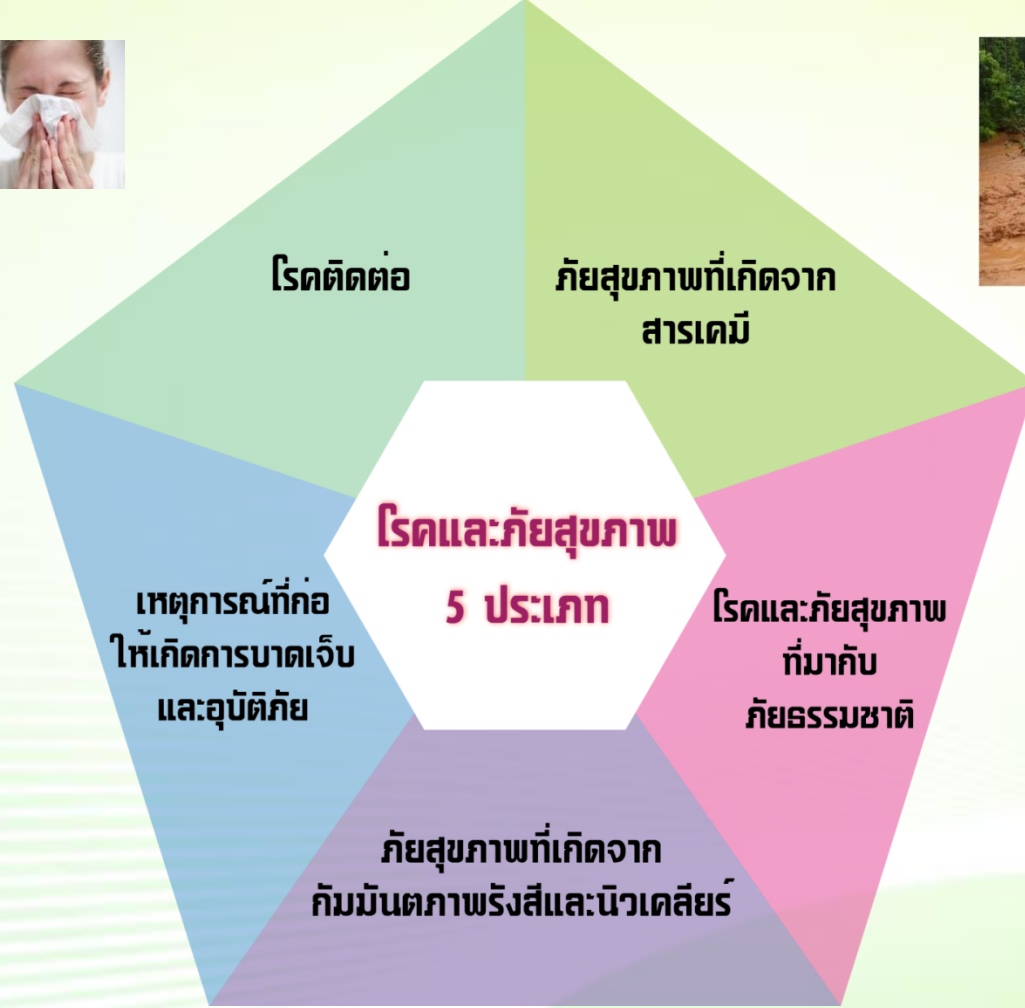 โรคติดต่อ
ภัยสุขภาพที่เกิดจาก
สารเคมี
โรคและภัยสุขภาพ
5 ประเภท
เหตุการณ์ที่ก่อ
ให้เกิดการบาดเจ็บ
และอุบัติภัย
โรคและภัยสุขภาพ
ที่มากับ
ภัยธรรมชาติ
ภัยสุขภาพที่เกิดจาก
กัมมันตภาพรังสีและนิวเคลียร์